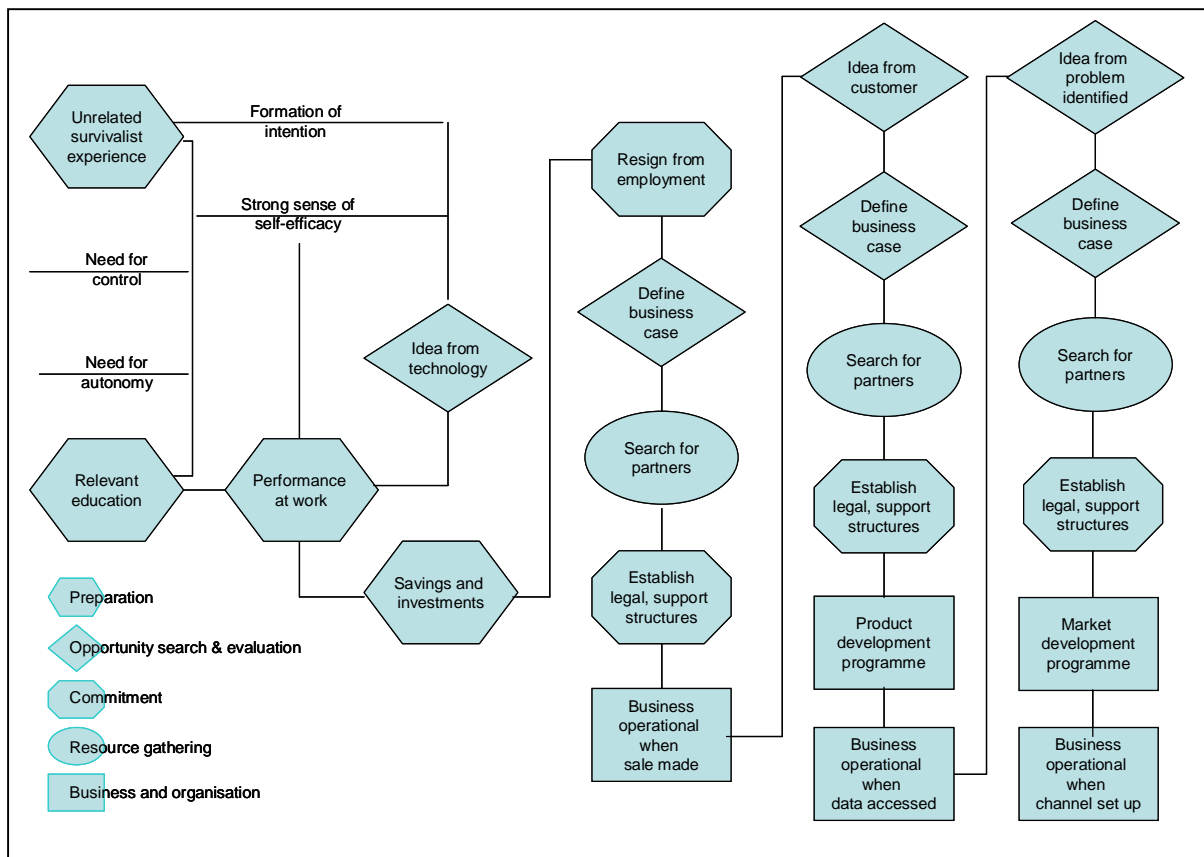 Unrelated
survivalist
experience
Formation of
intention
Strong sense of
self-efficacy
Need for
control
Need for
autonomy
Relevant
education
Performance
at work
Idea from
technology
Savings and
investments
Preparation
Opportunity search & evaluation
Commitment
Resource gathering
Business and organisation
Resign from
employment
Define
business
case
Search for
partners
Establish
legal, support
structures
Business
operational
when
sale made
Idea from
customer
Define
business
case
Search for
partners
Establish
legal, support
structures
Product
development
programme
Business
operational
when
data accessed
Idea from
problem
identified
Define
business
case
Search for
partners
Establish
legal, support
structures
Market
development
programme
Business
operational
when
channel set up